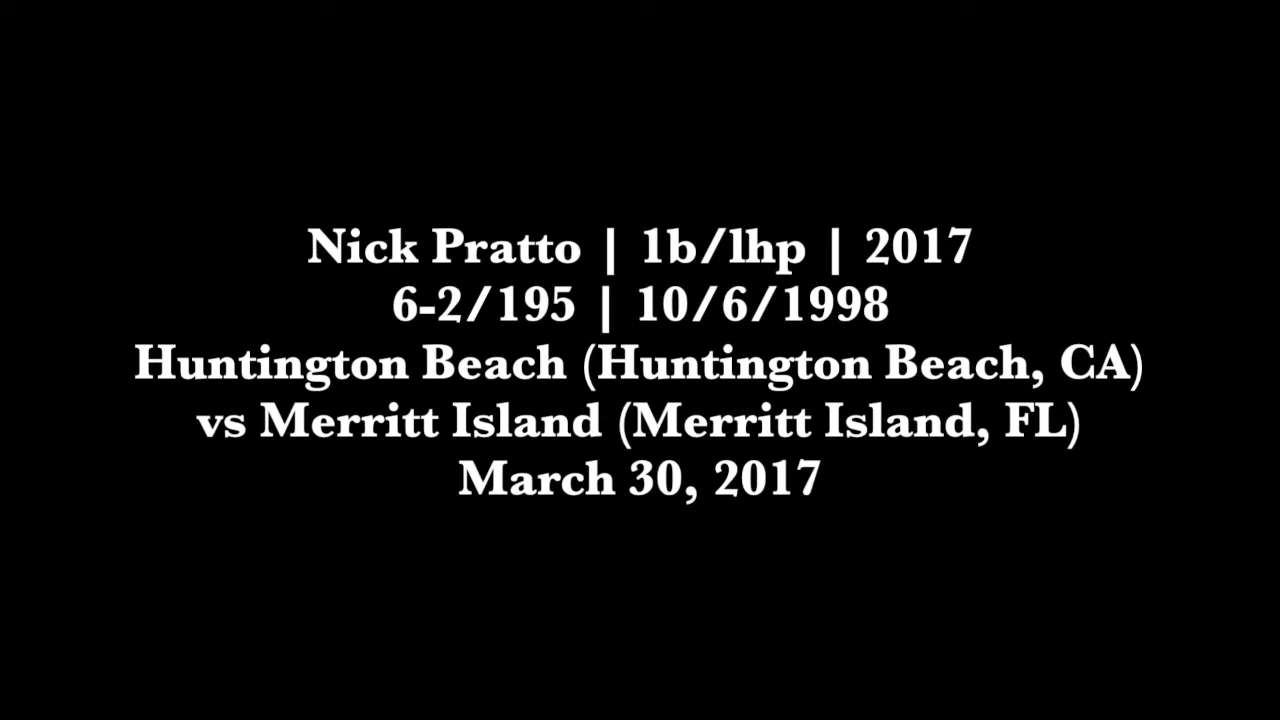 Nick Pratto | 1b/lhp | 2017
6-2/195 | 10/6/1998
Huntington Beach (Huntington Beach, CA)
vs Merritt Island (Merritt Island, FL)
March 30, 2017